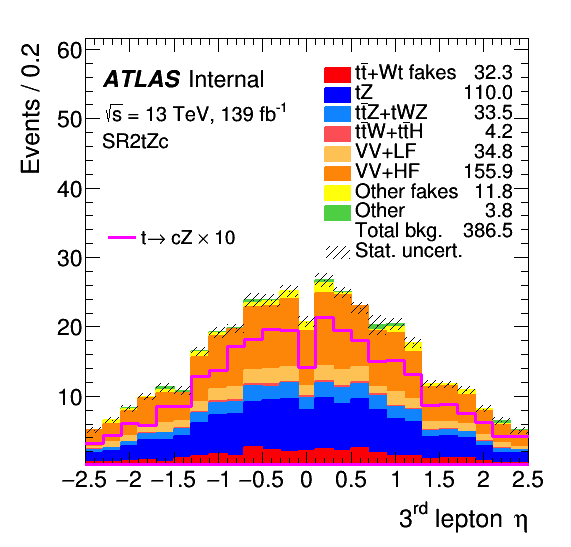 Events / 0.2
60
50
40
30
20
10
ATLAS Internal
√s = 13 TeV, 139 fb⁻¹
SR2tZc
t→ cZ × 10
tt̄+Wt fakes 32.3
tZ 110.0
tt̄Z+tWZ 33.5
tt̄W+tt̄H 4.2
VV+LF 34.8
VV+HF 155.9
Other fakes 11.8
Other 3.8
Total bkg. 386.5
Stat. uncert.
−2.5 −2 −1.5 −1 −0.5 0 0.5 1 1.5 2 2.5
3ʳᵈ lepton η